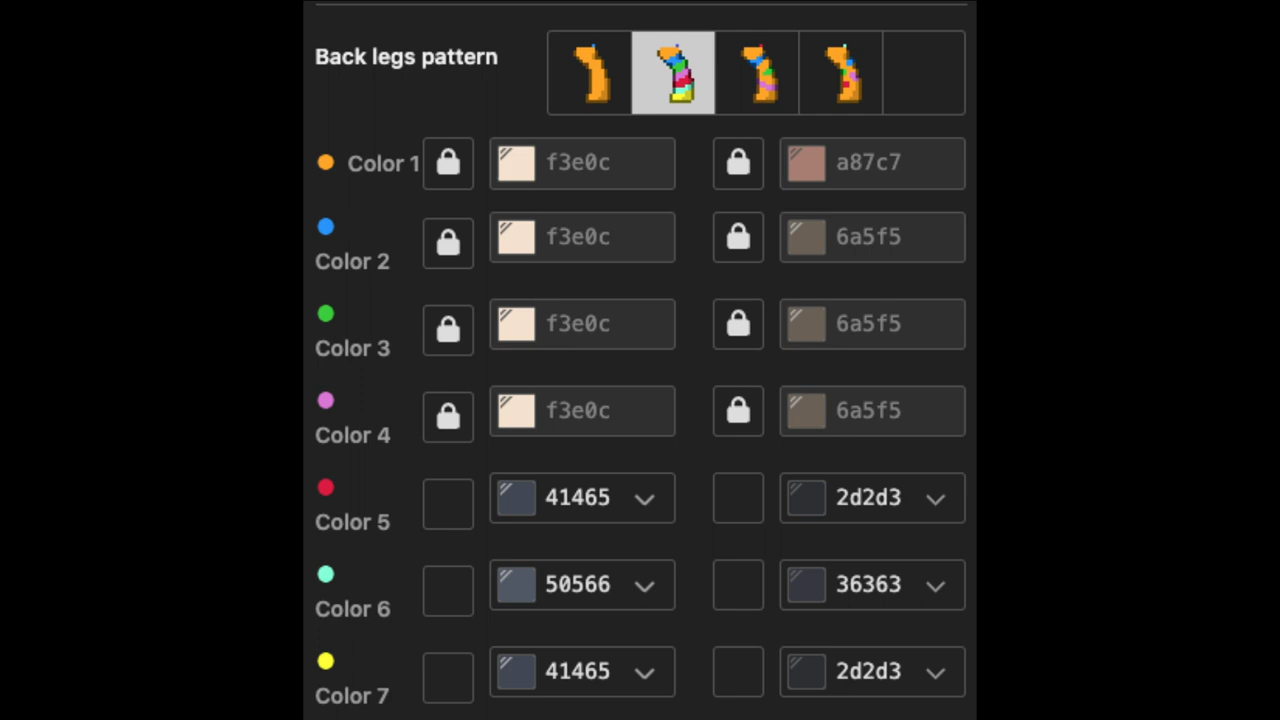 Back legs pattern
Color 1 f3e0c a87c7
f3e0c 6a5f5
Color 2
f3e0c 6a5f5
Color 3
f3e0c 6a5f5
Color 4
41465 2d2d3
Color 5
50566 36363
Color 6
41465 2d2d3
Color 7